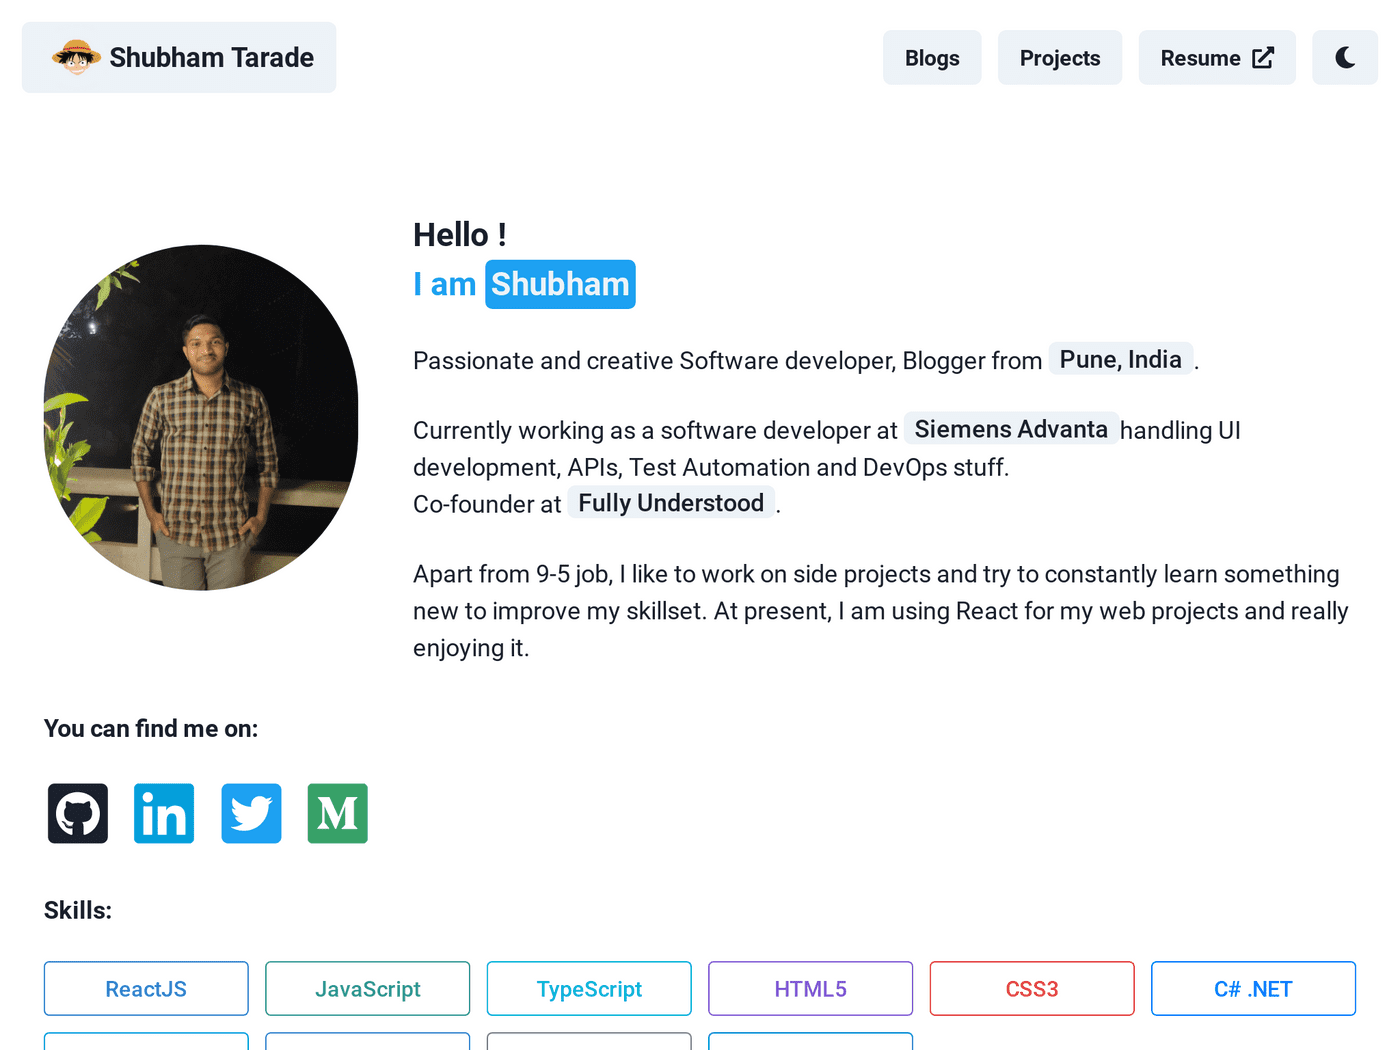 Shubham Tarade
Blogs
Projects
Resume
Hello !
I am Shubham
Passionate and creative Software developer, Blogger from Pune, India .
Currently working as a software developer at Siemens Advanta handling UI
development, APIs, Test Automation and DevOps stuff.
Co-founder at Fully Understood .
Apart from 9-5 job, I like to work on side projects and try to constantly learn something
new to improve my skillset. At present, I am using React for my web projects and really
enjoying it.
You can find me on:
in
M
Skills:
ReactJS
JavaScript
TypeScript
HTML5
CSS3
C# .NET